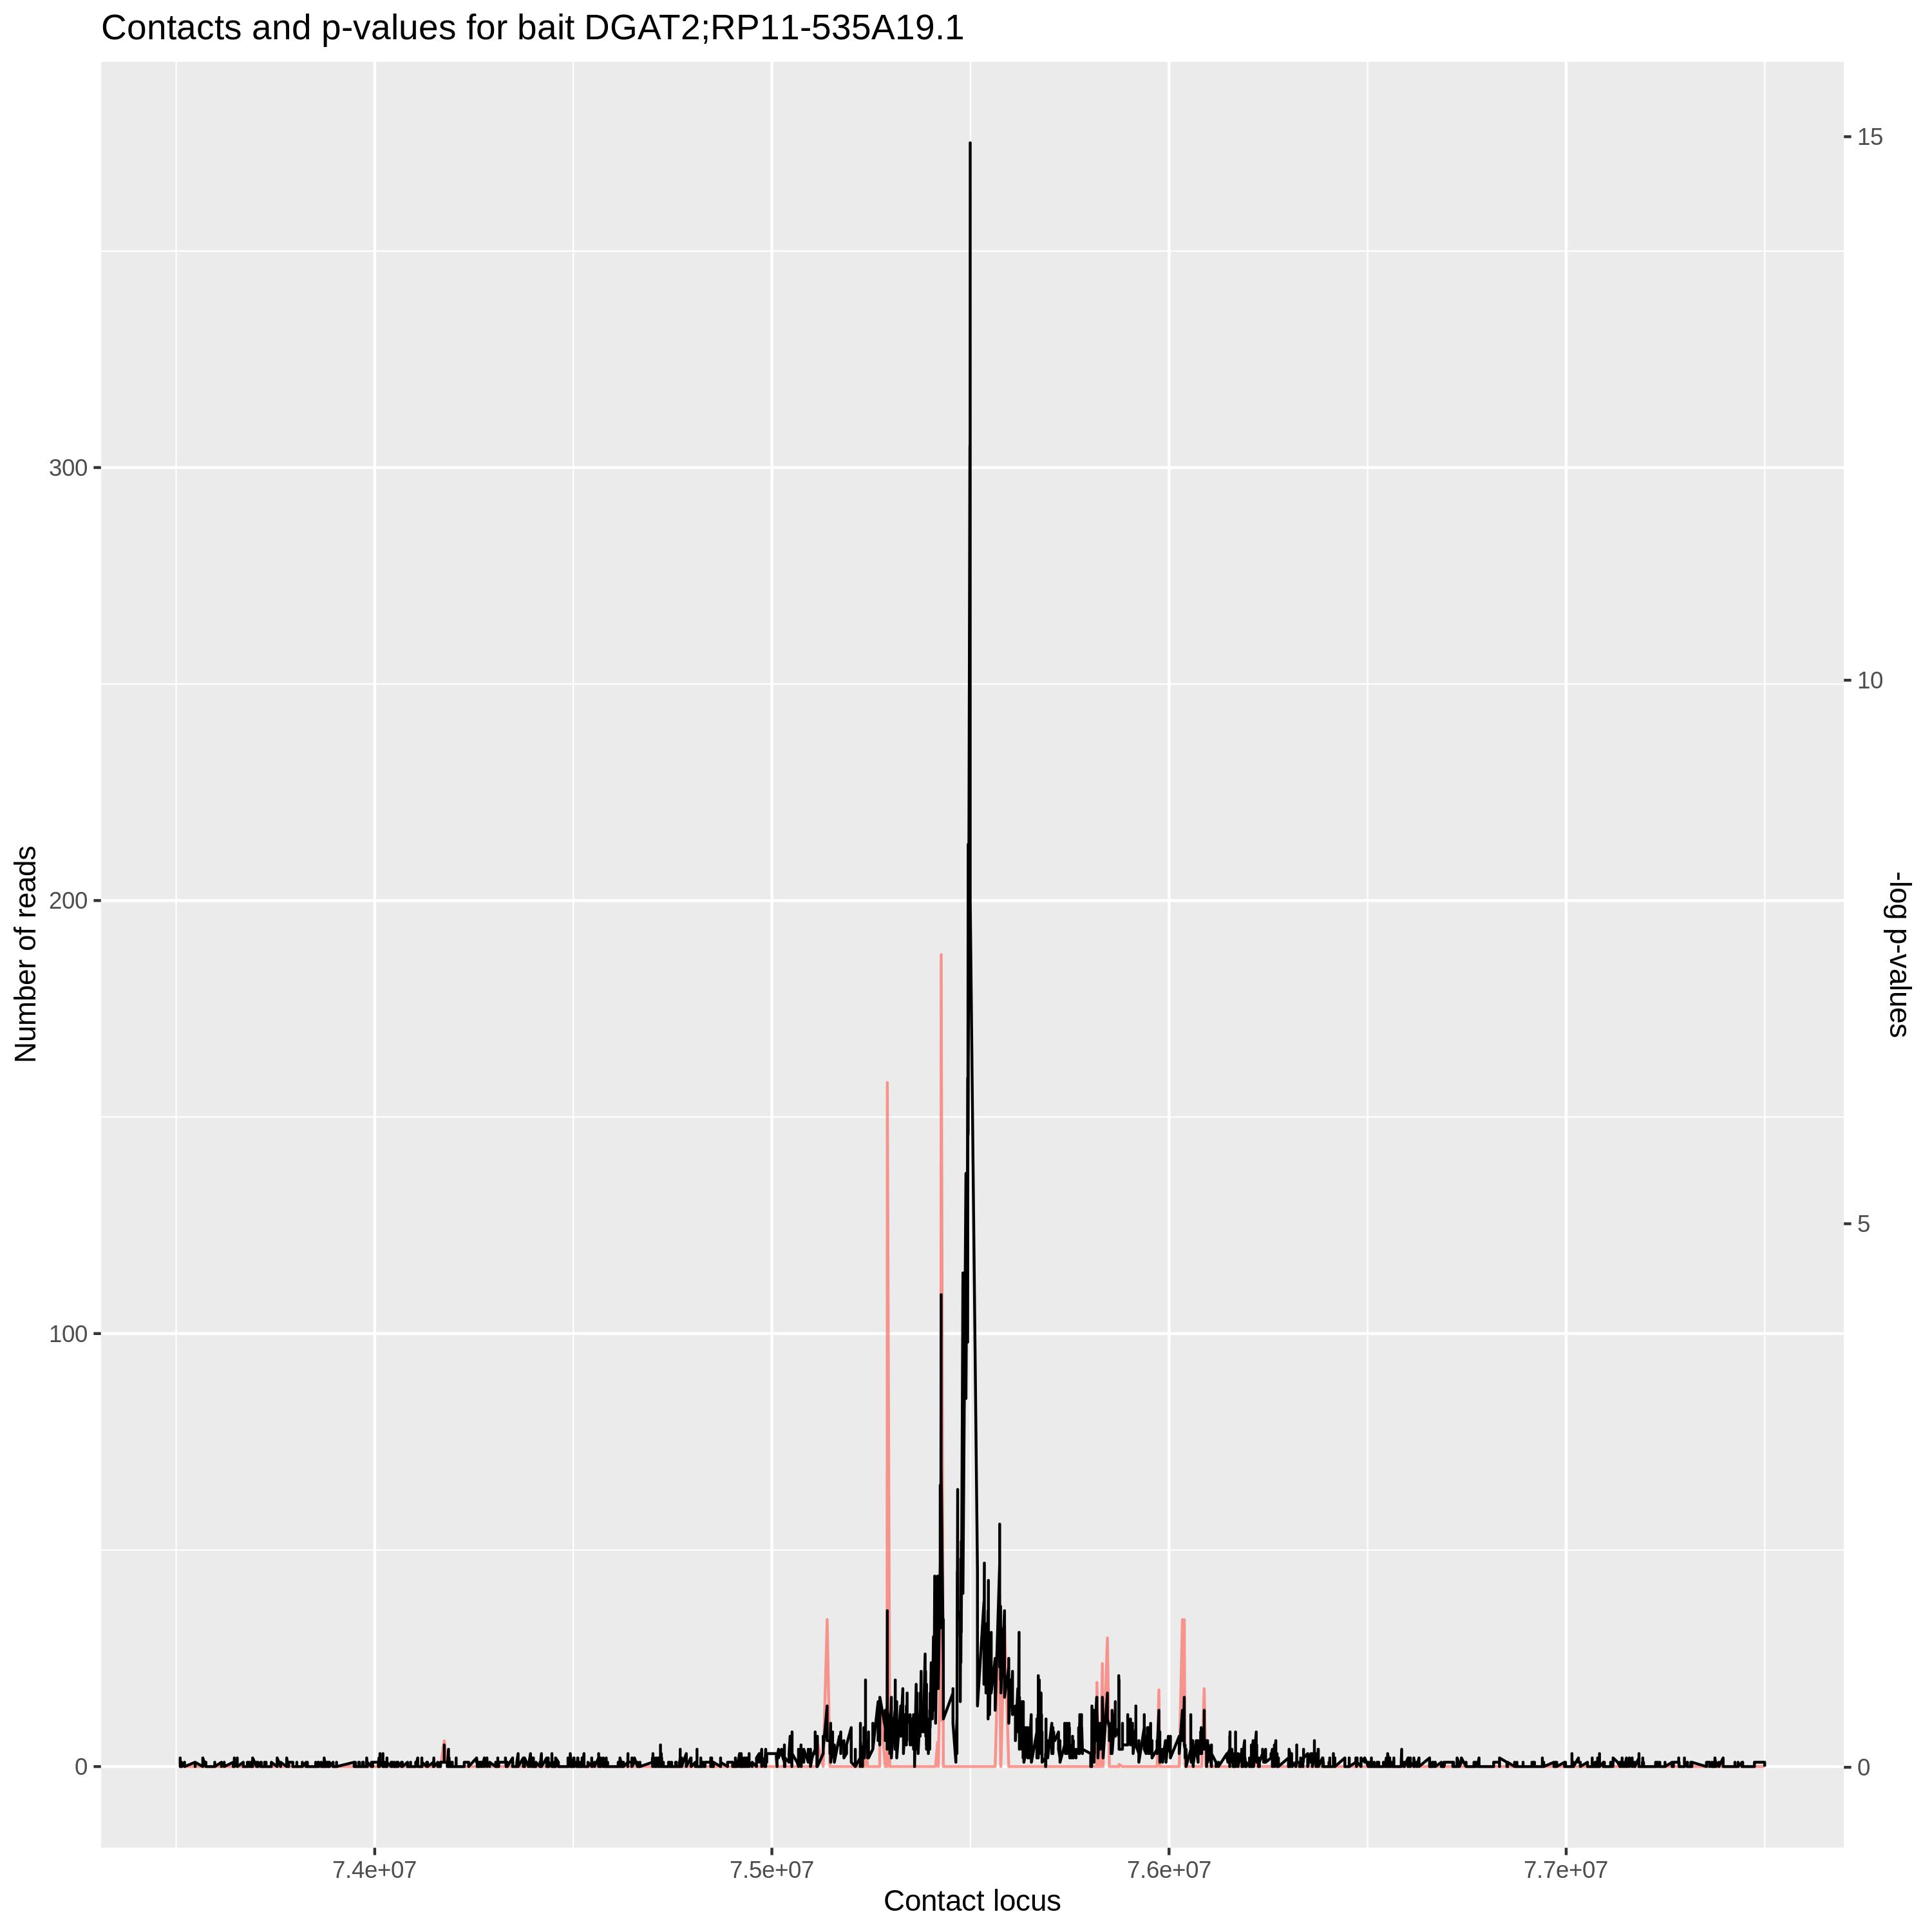 Contacts and p-values for bait DGAT2;RP11-535A19.1
Number of reads
300
200
100
0
15
10
5
0
-log p-values
7.4e+07 7.5e+07 7.6e+07 7.7e+07
Contact locus